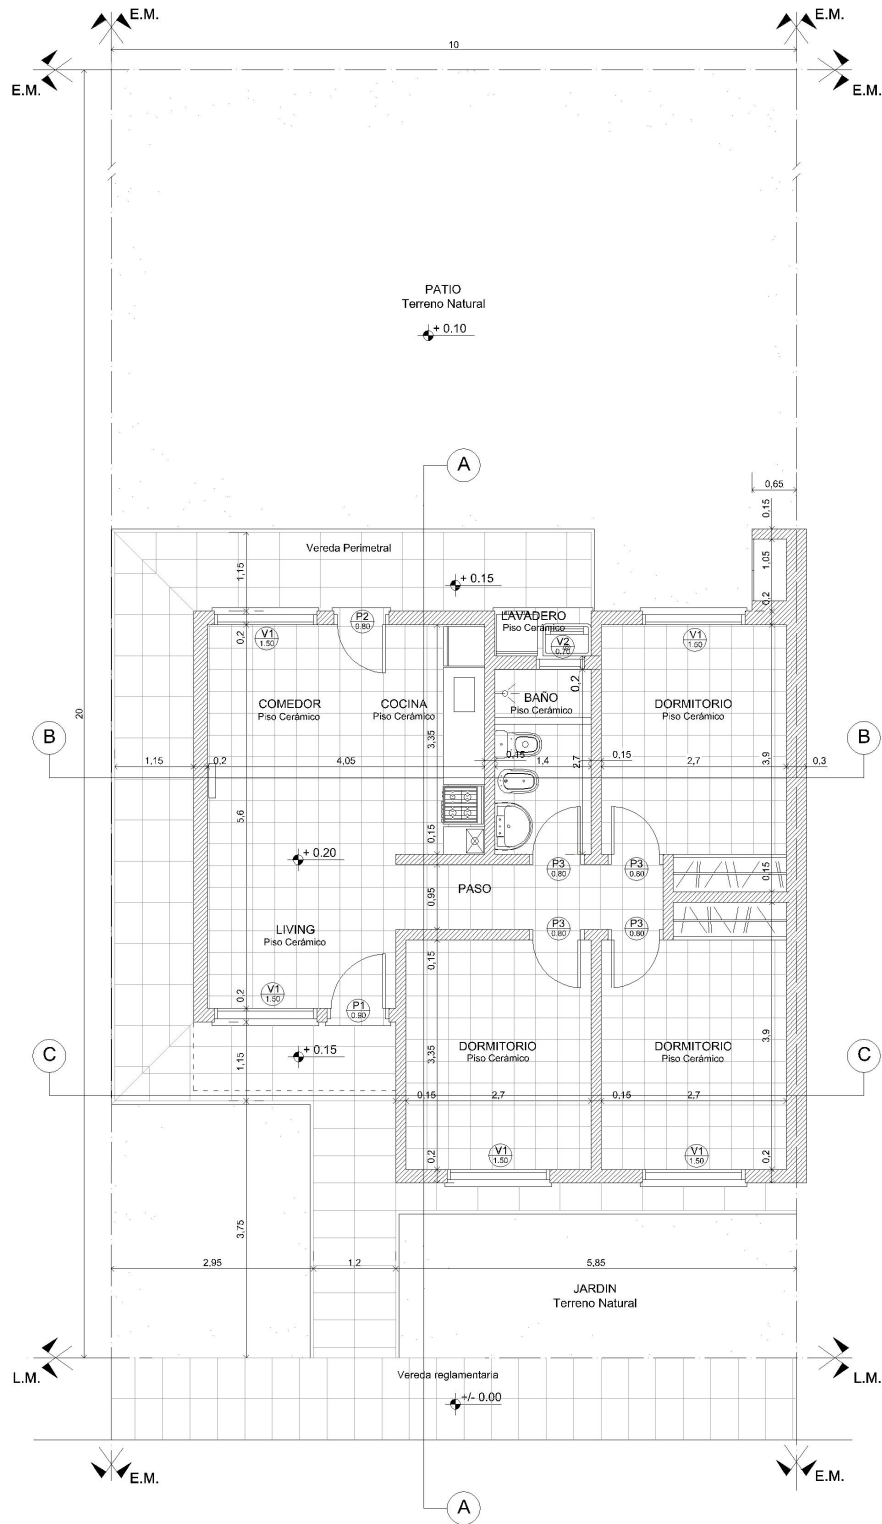 E.M.
E.M.
10
E.M.
E.M.
PATIO
Terreno Natural
+ 0.10
A
0,65
0,15
Vereda Perimetral
1,15
+ 0.15
1,05
0,2
P2
0.80
LAVADERO
Piso Cerámico
V1
1.50
0,2
V2
0.70
V1
1.50
0,2
COMEDOR
Piso Cerámico
COCINA
Piso Cerámico
BAÑO
Piso Cerámico
DORMITORIO
Piso Cerámico
20
B
B
3,35
0,15
2,7
0,15
3,9
1,15
0,2
4,05
1,4
2,7
0,3
5,6
0,15
+ 0.20
P3
0.80
P3
0.80
0,15
PASO
0,95
LIVING
Piso Cerámico
P3
0.80
P3
0.80
0,15
V1
1.50
0,2
P1
0.90
C
+ 0.15
1,15
3,35
DORMITORIO
Piso Cerámico
DORMITORIO
Piso Cerámico
3,9
C
0,15
2,7
0,15
2,7
V1
1.50
0,2
V1
1.50
0,2
3,75
2,95
1,2
5,85
JARDIN
Terreno Natural
L.M.
L.M.
Vereda reglamentaria
+/- 0.00
E.M.
E.M.
A